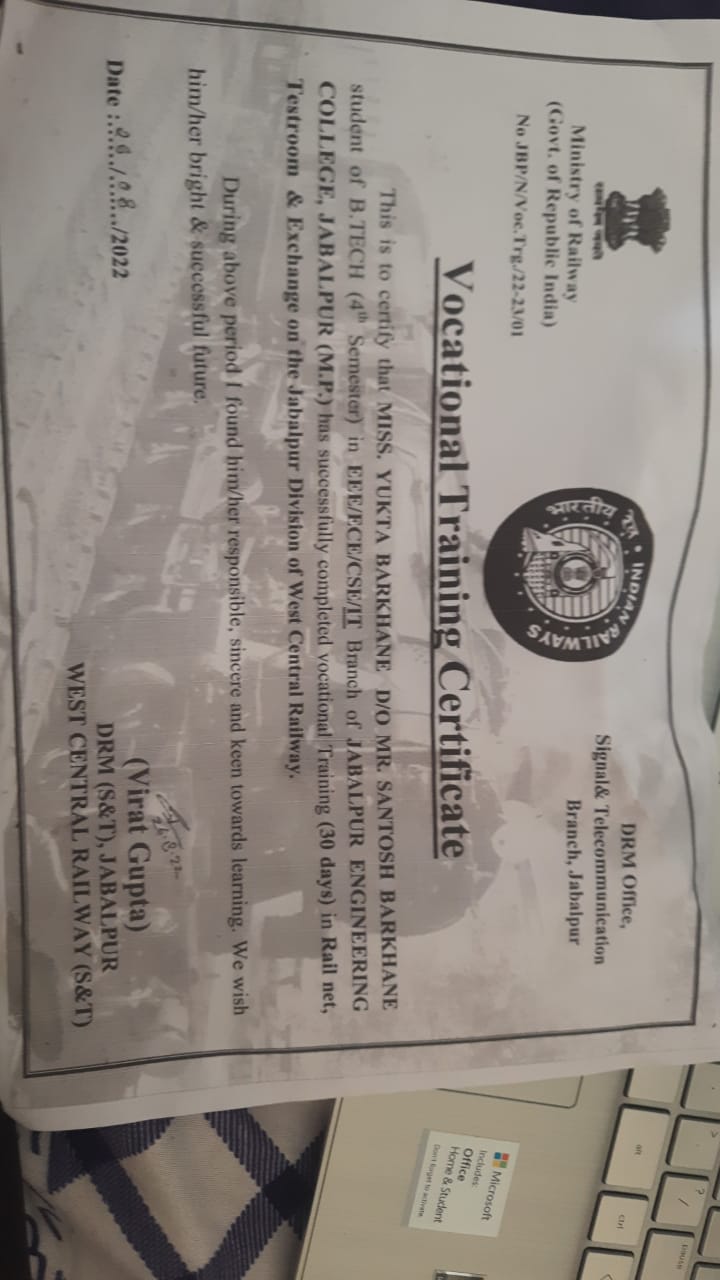 सत्यमेव जयते
Ministry of Railway
(Govt. of Republic India)
No JBP/N/Voc.Trg./22-23/01
भारतीय रेल • INDIAN RAILWAYS
DRM Office,
Signal& Telecommunication
Branch, Jabalpur
Vocational Training Certificate
This is to certify that MISS. YUKTA BARKHANE D/O MR. SANTOSH BARKHANE
student of B.TECH (4th Semester) in EEE/ECE/CSE/IT Branch of JABALPUR ENGINEERING
COLLEGE, JABALPUR (M.P.) has successfully completed vocational Training (30 days) in Rail net,
Testroom & Exchange on the Jabalpur Division of West Central Railway.
During above period I found him/her responsible, sincere and keen towards learning. We wish
him/her bright & successful future.
Date :26/08/2022
26.8.22
(Virat Gupta)
DRM (S&T), JABALPUR
WEST CENTRAL RAILWAY (S&T)
Microsoft
Includes:
Office
Home & Student
Don't forget to activate.
alt
ctrl
?
/
pause
>